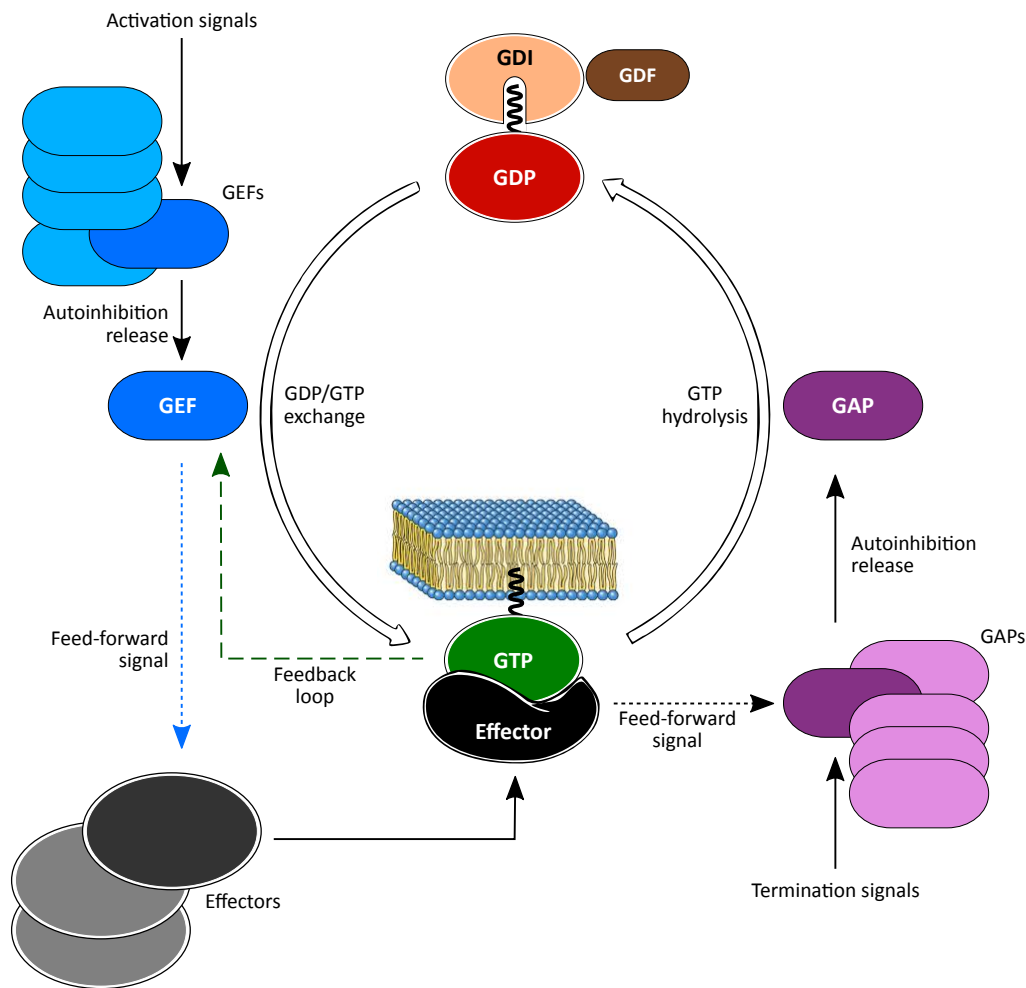 Activation signals
GDI
GDF
GDP
GEFs
Autoinhibition
release
GEF
GDP/GTP
exchange
GTP
hydrolysis
GAP
Autoinhibition
release
Feed-forward
signal
Feedback
loop
GTP
Effector
Feed-forward
signal
GAPs
Effectors
Termination signals